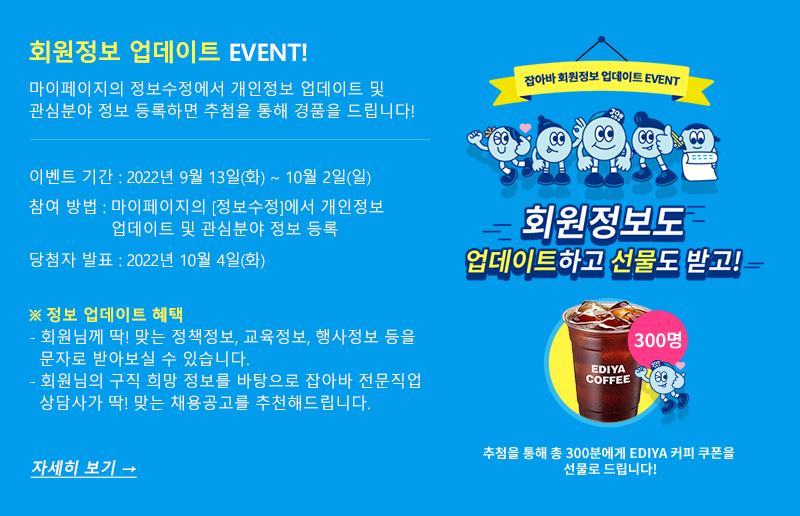 회원정보 업데이트 EVENT!
마이페이지의 정보수정에서 개인정보 업데이트 및
관심분야 정보 등록하면 추첨을 통해 경품을 드립니다!
이벤트 기간 : 2022년 9월 13일(화) ~ 10월 2일(일)
참여 방법 : 마이페이지의 [정보수정]에서 개인정보
업데이트 및 관심분야 정보 등록
당첨자 발표 : 2022년 10월 4일(화)
※ 정보 업데이트 혜택
- 회원님께 딱! 맞는 정책정보, 교육정보, 행사정보 등을
문자로 받아보실 수 있습니다.
- 회원님의 구직 희망 정보를 바탕으로 잡아바 전문직업
상담사가 딱! 맞는 채용공고를 추천해드립니다.
자세히 보기 →
잡아바 회원정보 업데이트 EVENT
회원정보도
업데이트하고 선물도 받고!
300명
EDIYA
COFFEE
추첨을 통해 총 300분에게 EDIYA 커피 쿠폰을
선물로 드립니다!